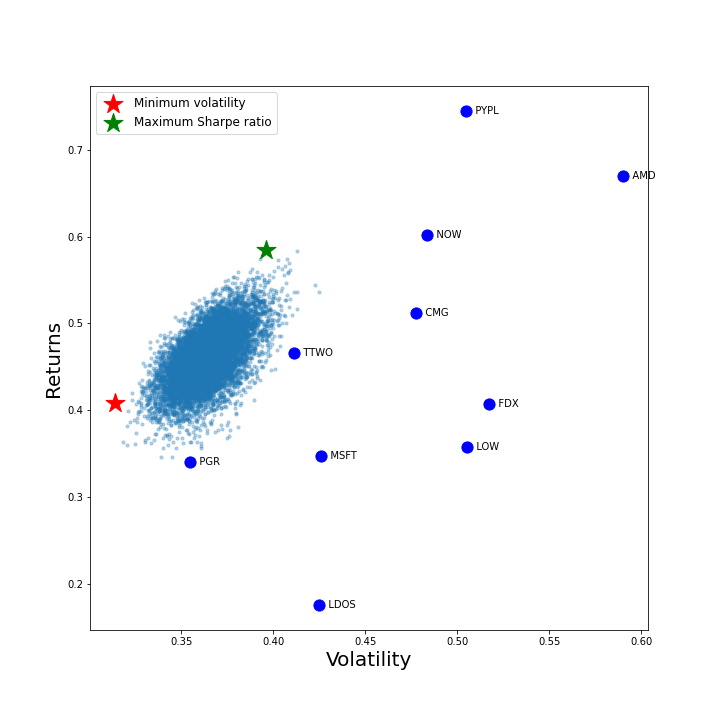 Minimum volatility
Maximum Sharpe ratio
PYPL
AMD
NOW
CMG
TTWO
FDX
LOW
MSFT
PGR
LDOS
0.7
0.6
0.5
0.4
0.3
0.2
Returns
0.35
0.40
0.45
0.50
0.55
0.60
Volatility